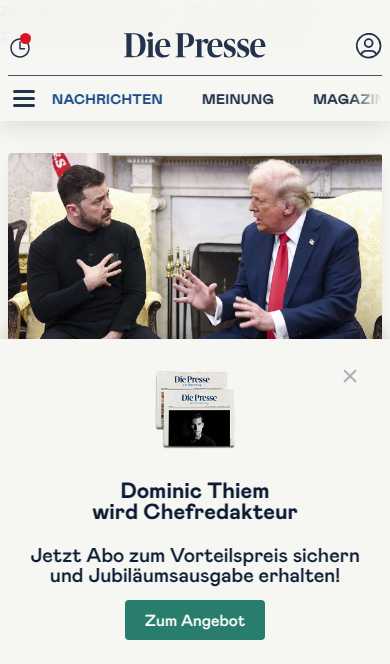 Die Presse
NACHRICHTEN MEINUNG MAGAZIN
Die Presse
Die Presse
Dominic Thiem
wird Chefredakteur
Jetzt Abo zum Vorteilspreis sichern
und Jubiläumsausgabe erhalten!
Zum Angebot